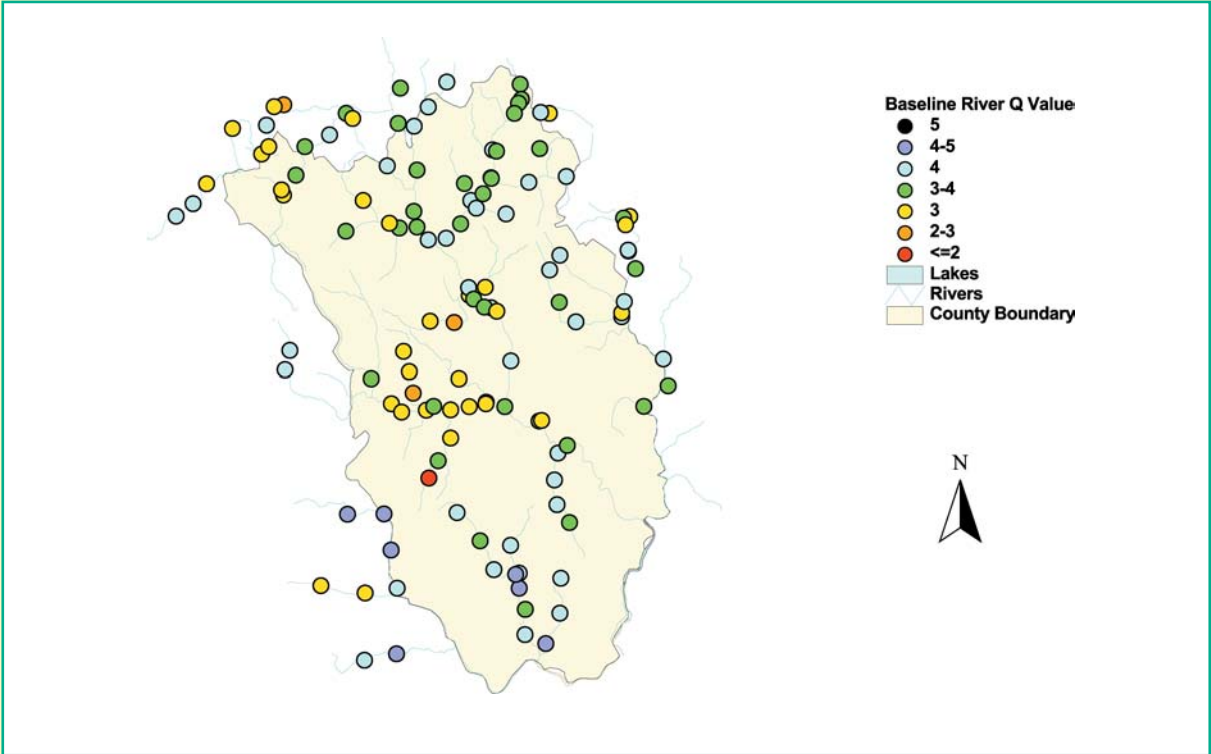 Baseline River Q Value
5
4-5
4
3-4
3
2-3
<=2
Lakes
Rivers
County Boundary
N